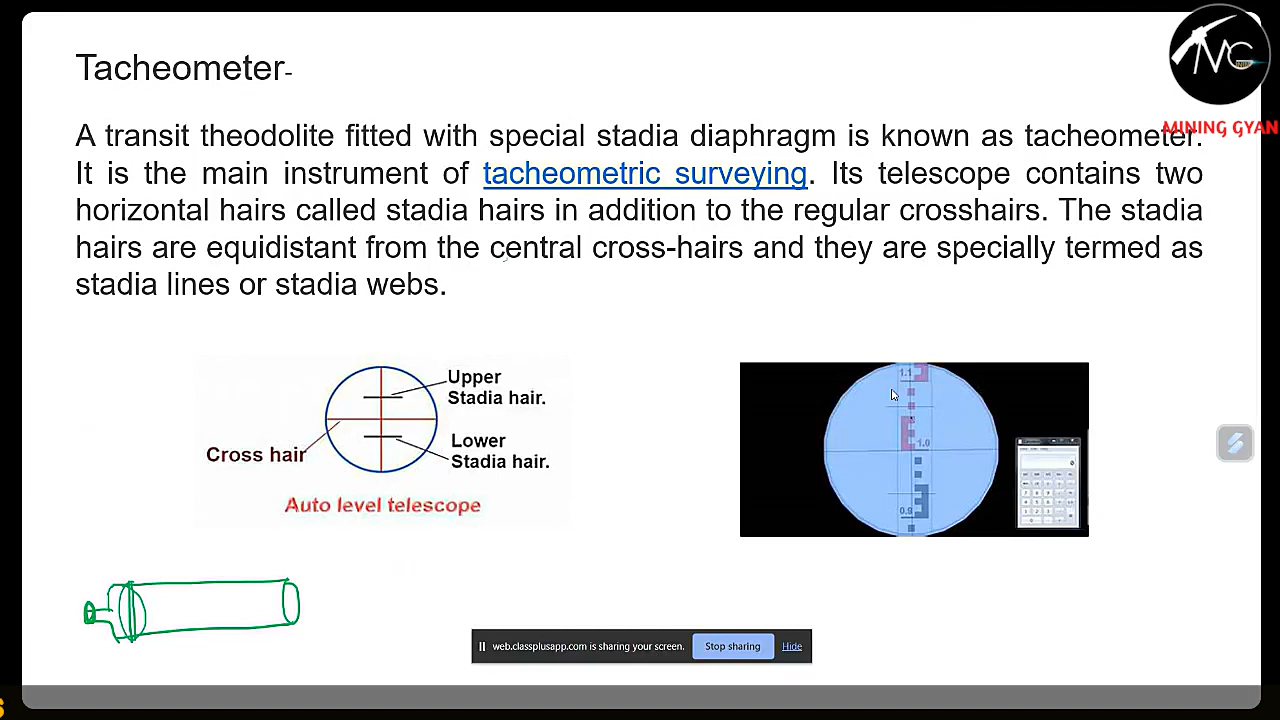 Tacheometer-
A transit theodolite fitted with special stadia diaphragm is known as tacheometer.
It is the main instrument of tacheometric surveying. Its telescope contains two
horizontal hairs called stadia hairs in addition to the regular crosshairs. The stadia
hairs are equidistant from the central cross-hairs and they are specially termed as
stadia lines or stadia webs.
MG
MINING GYAN
Upper
Stadia hair.
Cross hair
Lower
Stadia hair.
Auto level telescope
1.1
1.0
0.9
web.classplusapp.com is sharing your screen.
Stop sharing
Hide